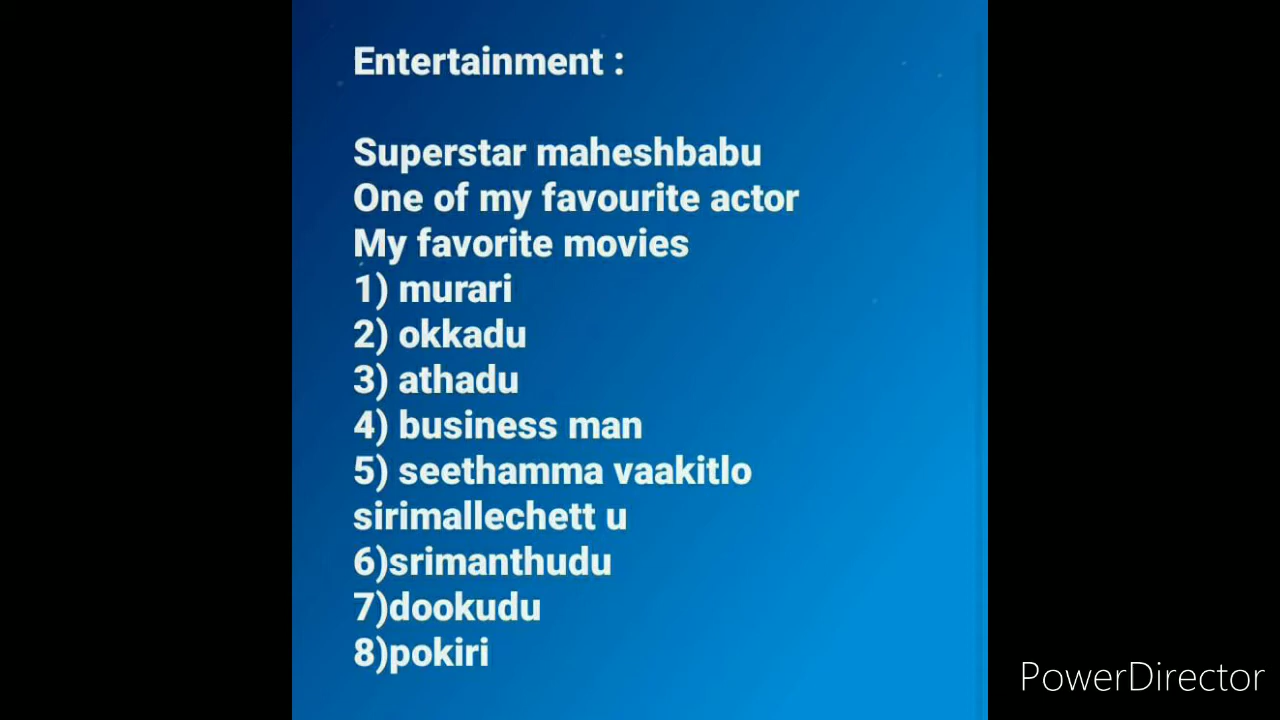 Entertainment :
Superstar maheshbabu
One of my favourite actor
My favorite movies
1) murari
2) okkadu
3) athadu
4) business man
5) seethamma vaakitlo
sirimallechett u
6)srimanthudu
7)dookudu
8)pokiri
PowerDirector